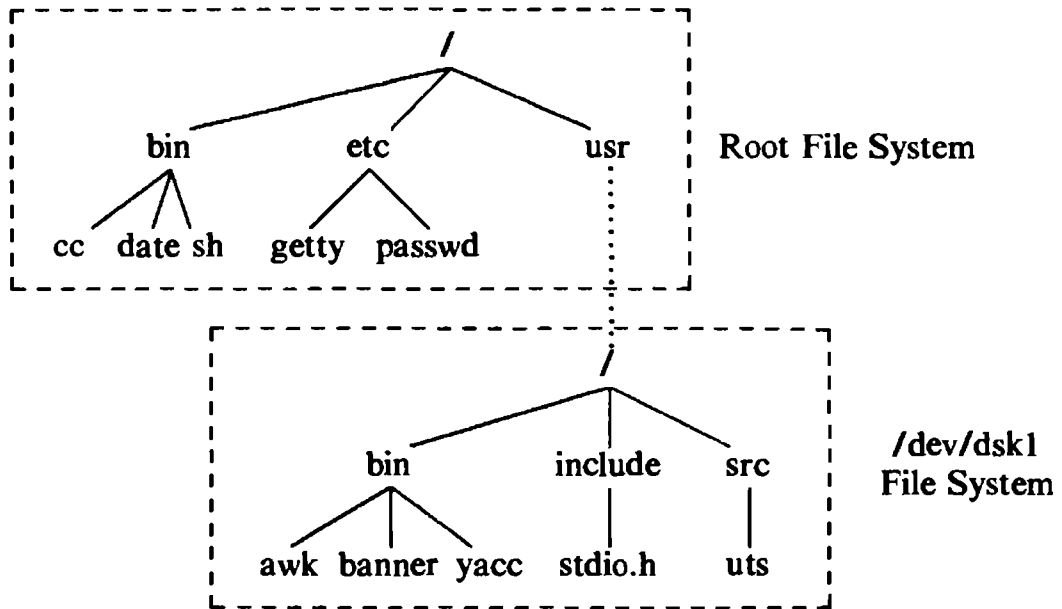 /
bin etc usr Root File System
cc date sh getty passwd
/
bin include src /dev/dsk1
File System
awk banner yacc stdio.h uts